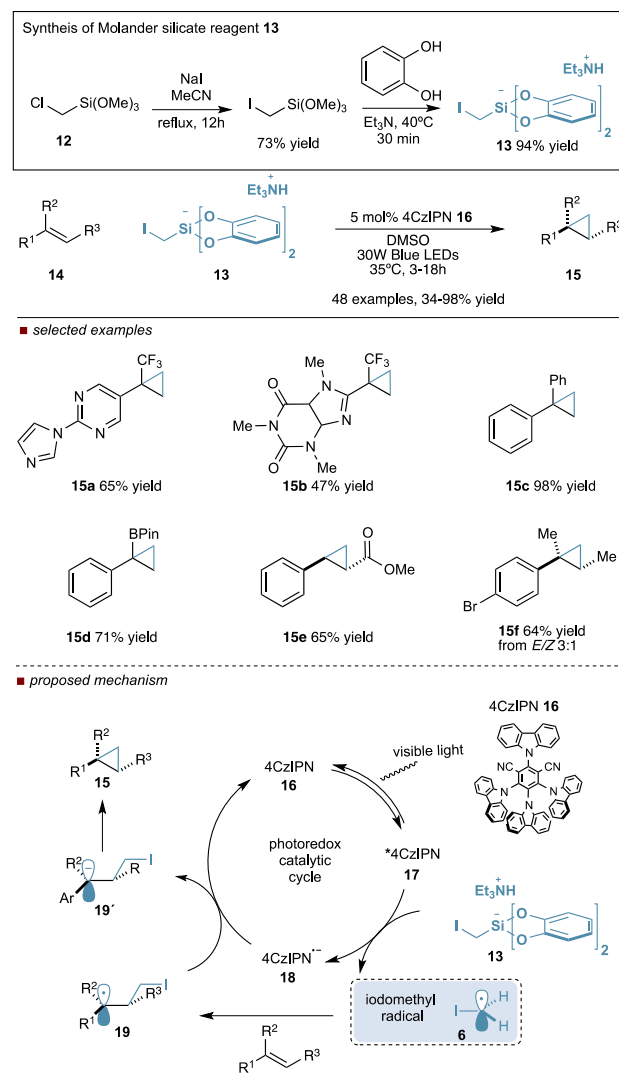 Syntheis of Molander silicate reagent 13
Cl Si(OMe)3
12
NaI
MeCN
reflux, 12h
I Si(OMe)3
73% yield
OH
OH
Et3N, 40ºC
30 min
Et3NH +
I Si − O O 2
13 94% yield
R1 R2 R3
14
Et3NH +
I Si − O O 2
13
5 mol% 4CzIPN 16
DMSO
30W Blue LEDs
35ºC, 3-18h
48 examples, 34-98% yield
R2 R1 R3
15
selected examples
CF3 N N N N
15a 65% yield
Me CF3 O N N Me N O N Me
15b 47% yield
Ph
15c 98% yield
BPin
15d 71% yield
O OMe
15e 65% yield
Me Me Br
15f 64% yield
from E/Z 3:1
proposed mechanism
R2 R1 R3
15
4CzIPN
16
visible light
4CzIPN 16
N NC CN N N N
photoredox
catalytic
cycle
*4CzIPN
17
R2 − I R Ar
19´
Et3NH +
I Si − O O 2
13
4CzIPN•−
18
R2 • I R3 R1
19
iodomethyl
radical
I • H H
6
R2 R1 R3